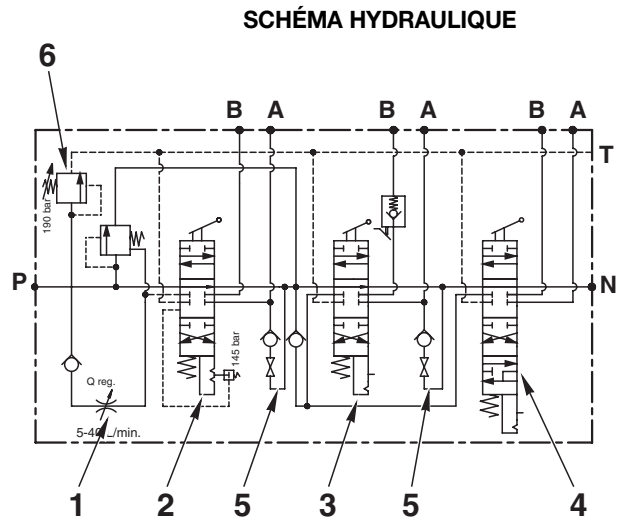 SCHÉMA HYDRAULIQUE
6
B A B A B A
T
190 bar
P N
145 bar
Q reg.
5-40 L/min.
1 2 5 3 5 4